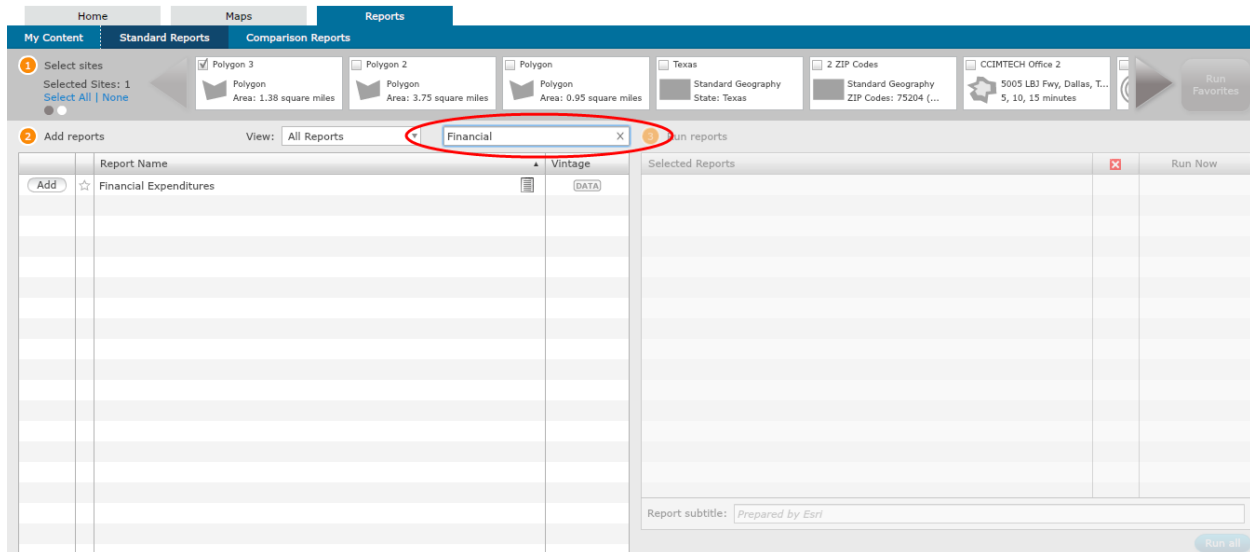 Home Maps Reports
My Content Standard Reports Comparison Reports
1 Select sites
Selected Sites: 1
Select All | None
Polygon 3
Polygon
Area: 1.38 square miles
Polygon 2
Polygon
Area: 3.75 square miles
Polygon
Polygon
Area: 0.95 square miles
Texas
Standard Geography
State: Texas
2 ZIP Codes
Standard Geography
ZIP Codes: 75204 (...
CCIMTECH Office 2
5005 LBJ Fwy, Dallas, T...
5, 10, 15 minutes
Run
Favorites
2 Add reports View: All Reports Financial X 3 Run reports
Report Name Vintage Selected Reports Run Now
Add Financial Expenditures DATA
Report subtitle: Prepared by Esri
Run all